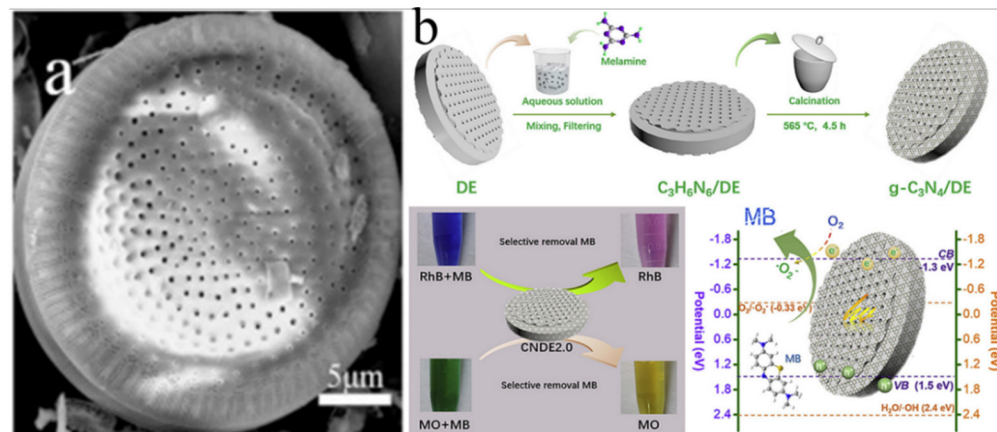 a
5μm
b
Melamine
Aqueous solution
Mixing, Filtering
Calcination
565 °C, 4.5 h
DE
C₃H₆N₆/DE
g-C₃N₄/DE
RhB+MB
Selective removal MB
RhB
CNDE2.0
MO+MB
Selective removal MB
MO
MB
O₂
·O₂⁻
e⁻
e⁻
e⁻
CB
-1.3 eV
O₂/·O₂⁻ (-0.33 eV)
MB
h⁺
h⁺
h⁺
VB (1.5 eV)
H₂O/·OH (2.4 eV)
Potential (eV)
-1.8
-1.2
-0.6
0.0
0.6
1.2
1.8
2.4
-1.8
-1.2
-0.6
0.0
0.6
1.2
1.8
2.4
Potential (eV)